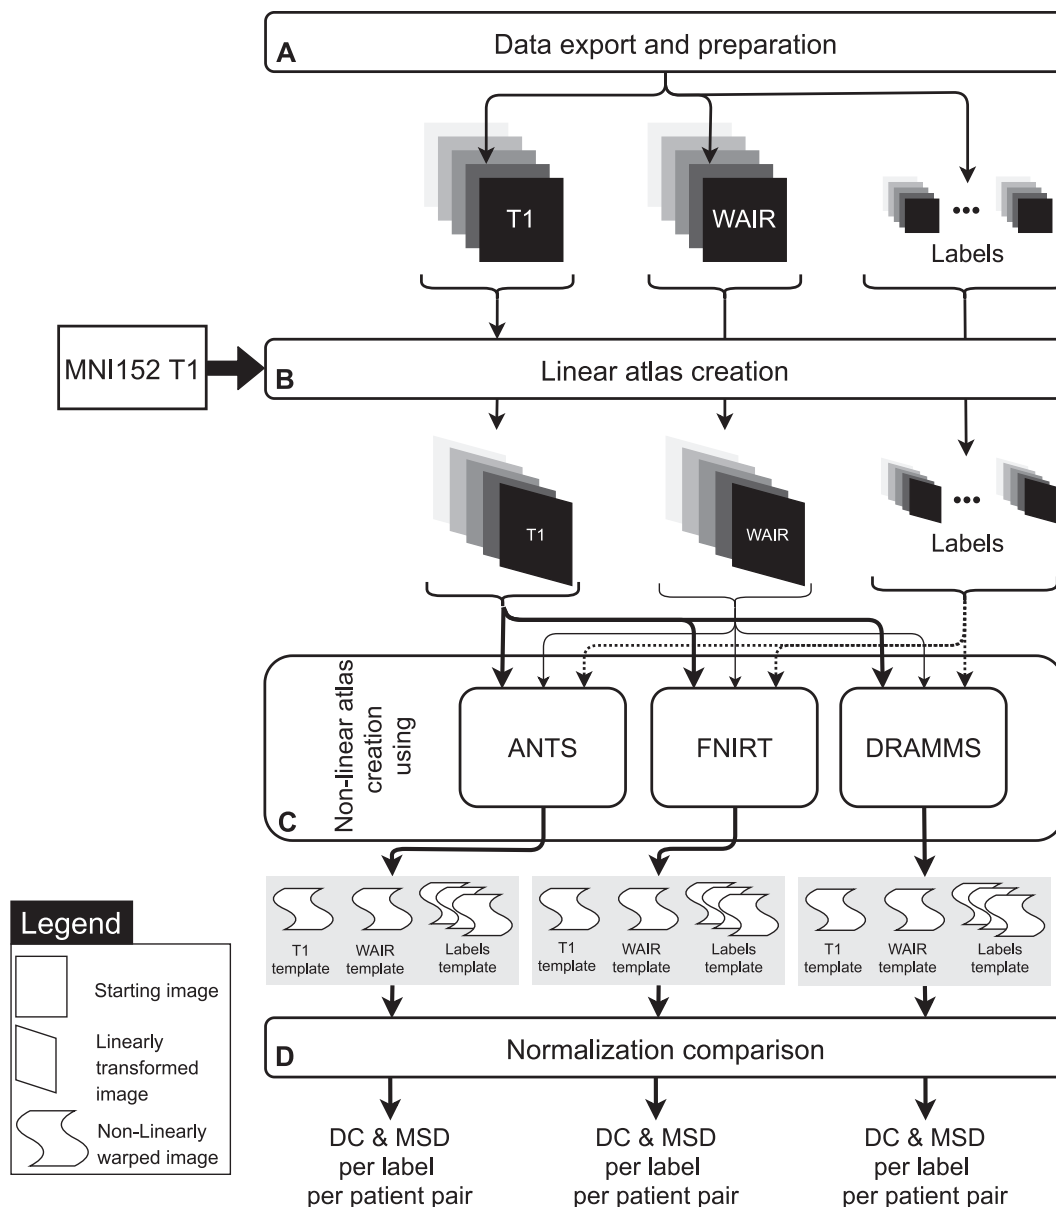 A
Data export and preparation
T1
WAIR
•••
Labels
MNI152 T1
B
Linear atlas creation
T1
WAIR
•••
Labels
Non-linear atlas
creation
using
ANTS
FNIRT
DRAMMS
C
T1
template
WAIR
template
Labels
template
T1
template
WAIR
template
Labels
template
T1
template
WAIR
template
Labels
template
Legend
Starting image
Linearly
transformed
image
Non-Linearly
warped image
D
Normalization comparison
DC & MSD
per label
per patient pair
DC & MSD
per label
per patient pair
DC & MSD
per label
per patient pair